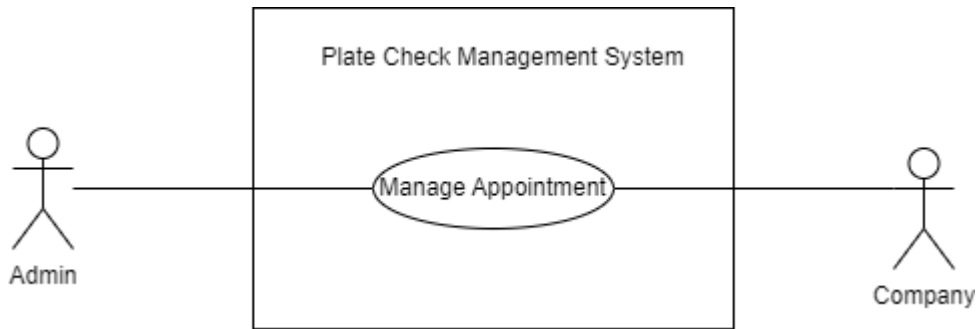 Plate Check Management System
Manage Appointment
Admin
Company